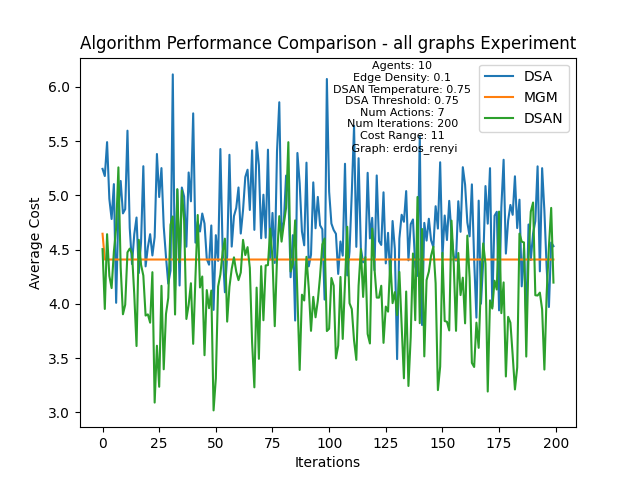 Algorithm Performance Comparison - all graphs Experiment
Agents: 10
Edge Density: 0.1
DSAN Temperature: 0.75
DSA Threshold: 0.75
Num Actions: 7
Num Iterations: 200
Cost Range: 11
Graph: erdos_renyi
DSA
MGM
DSAN
6.0
5.5
5.0
4.5
4.0
3.5
3.0
Average Cost
0
25
50
75
100
125
150
175
200
Iterations